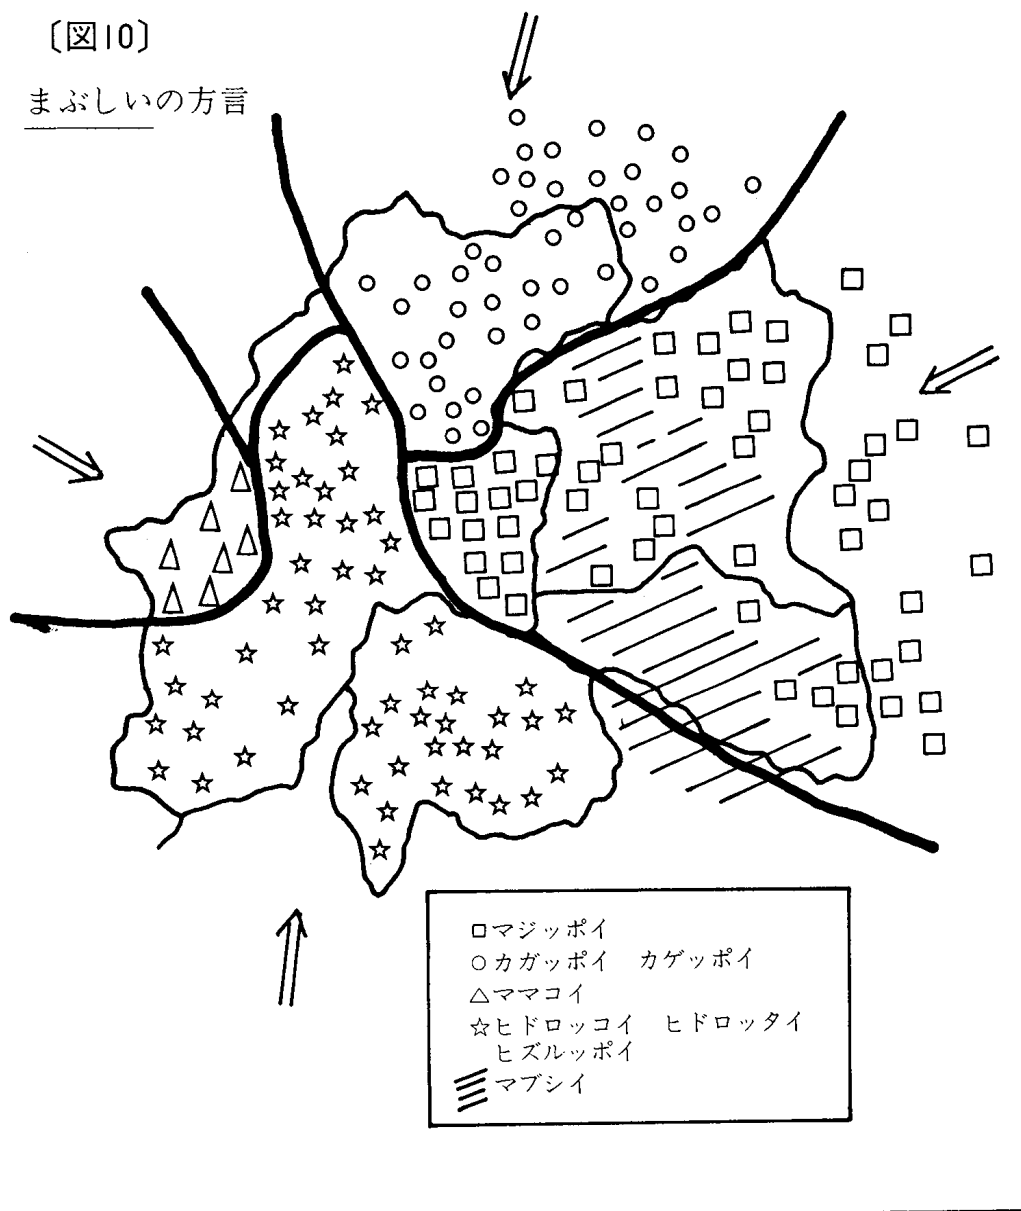 〔図10〕
まぶしいの方言
□マジッポイ
○カガッポイ　カゲッポイ
△ママコイ
☆ヒドロッコイ　ヒドロッタイ
ヒズルッポイ
マブシイ